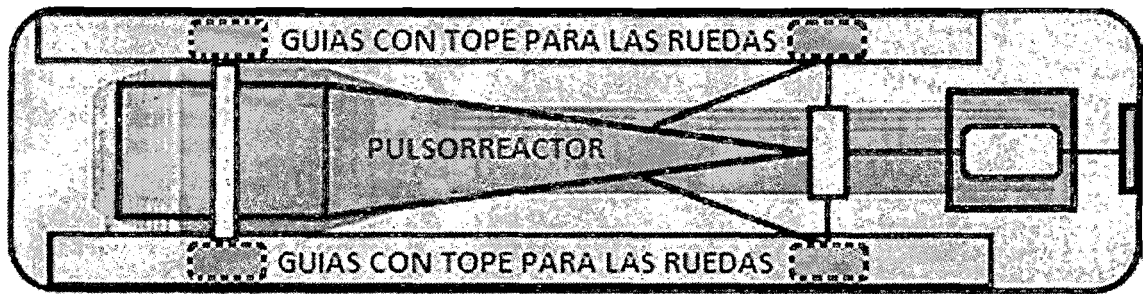 GUIAS CON TOPE PARA LAS RUEDAS
PULSORREACTOR
GUIAS CON TOPE PARA LAS RUEDAS